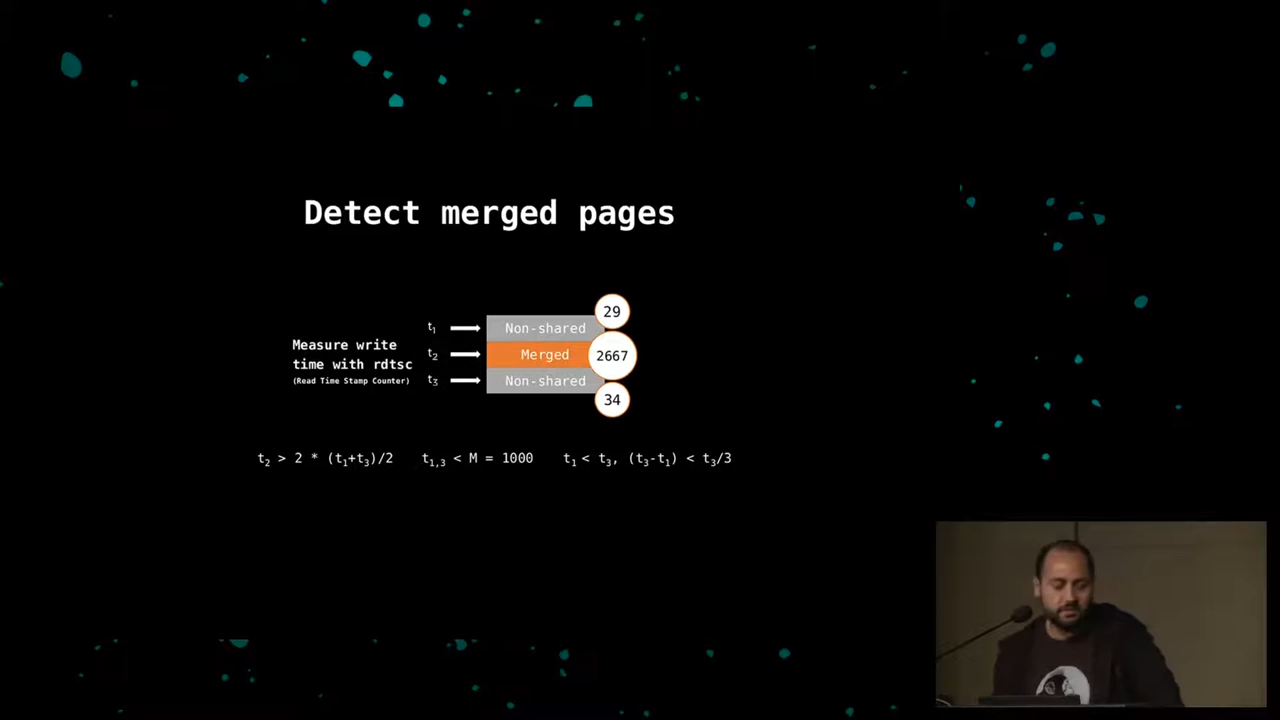 Detect merged pages
29
t₁ Non-shared
Measure write
time with rdtsc
(Read Time Stamp Counter)
t₂ Merged 2667
t₃ Non-shared
34
t₂ > 2 * (t₁+t₃)/2 t₁,₃ < M = 1000 t₁ < t₃, (t₃-t₁) < t₃/3